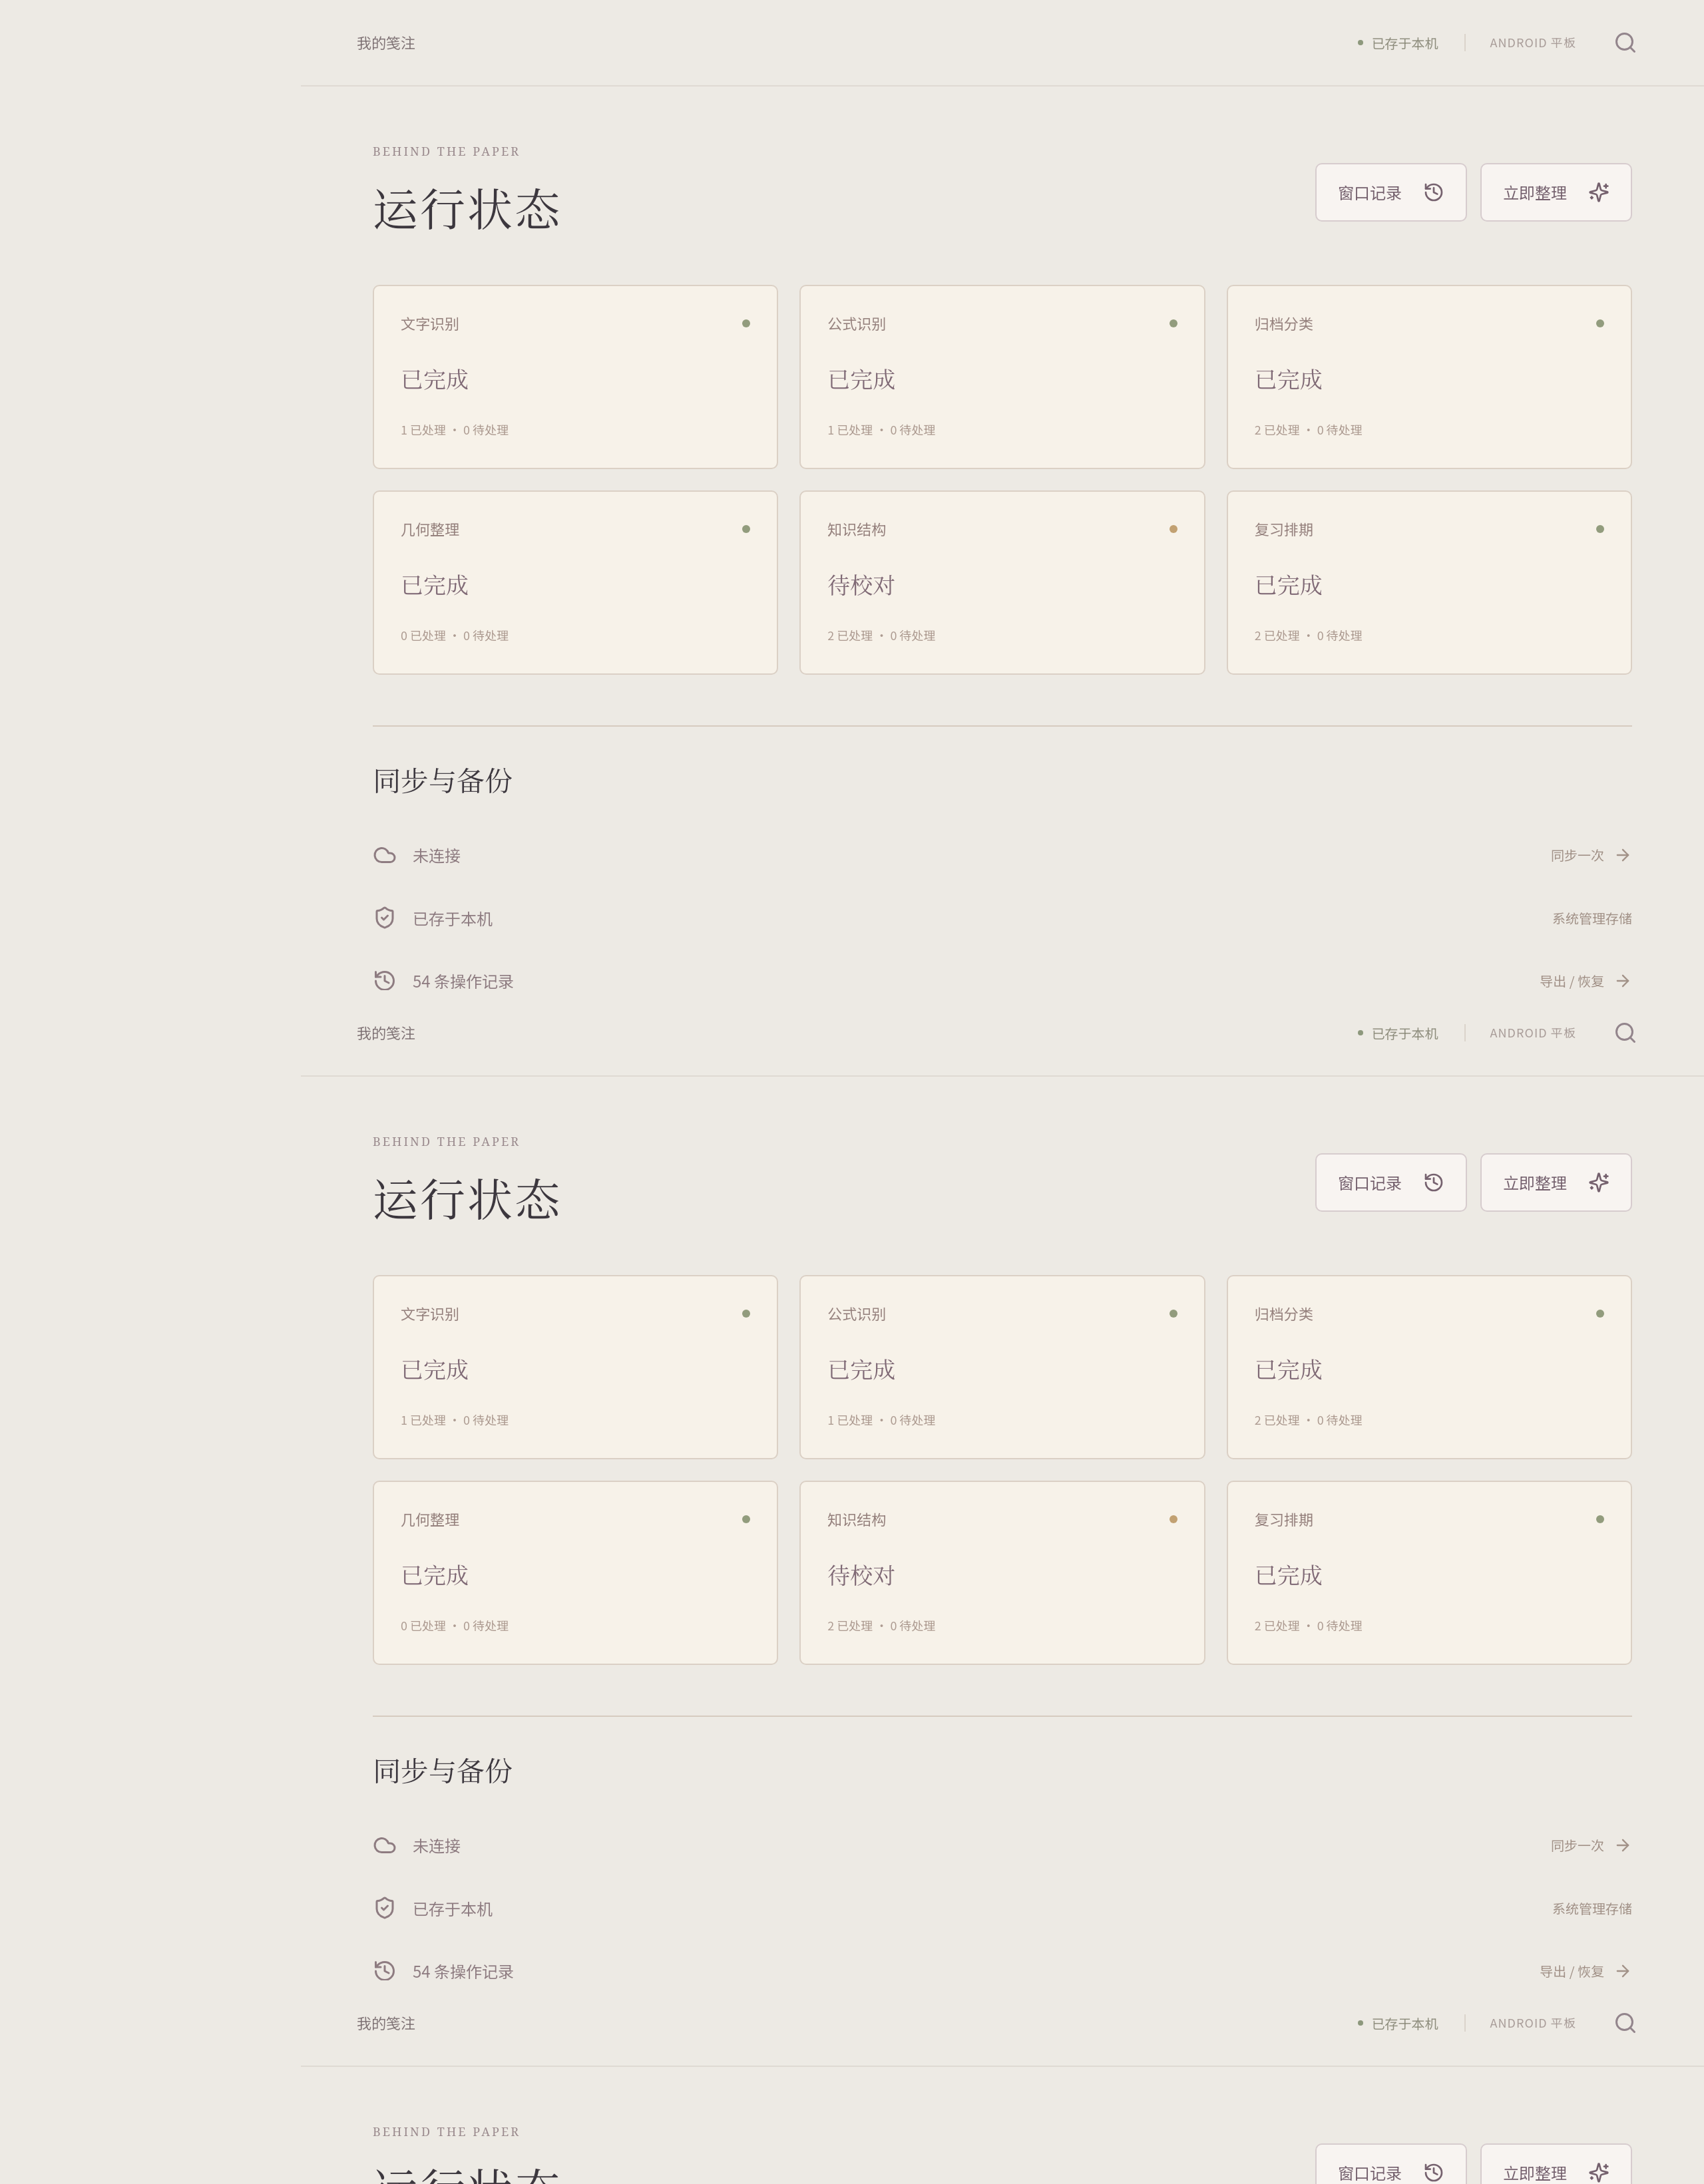 我的笺注
已存于本机
ANDROID 平板
BEHIND THE PAPER
运行状态
窗口记录
立即整理
文字识别
公式识别
归档分类
已完成
已完成
已完成
1 已处理 · 0 待处理
1 已处理 · 0 待处理
2 已处理 · 0 待处理
几何整理
知识结构
复习排期
已完成
待校对
已完成
0 已处理 · 0 待处理
2 已处理 · 0 待处理
2 已处理 · 0 待处理
同步与备份
未连接
同步一次
已存于本机
系统管理存储
54 条操作记录
导出 / 恢复
我的笺注
已存于本机
ANDROID 平板
BEHIND THE PAPER
运行状态
窗口记录
立即整理
文字识别
公式识别
归档分类
已完成
已完成
已完成
1 已处理 · 0 待处理
1 已处理 · 0 待处理
2 已处理 · 0 待处理
几何整理
知识结构
复习排期
已完成
待校对
已完成
0 已处理 · 0 待处理
2 已处理 · 0 待处理
2 已处理 · 0 待处理
同步与备份
未连接
同步一次
已存于本机
系统管理存储
54 条操作记录
导出 / 恢复
我的笺注
已存于本机
ANDROID 平板
BEHIND THE PAPER
运行状态
窗口记录
立即整理